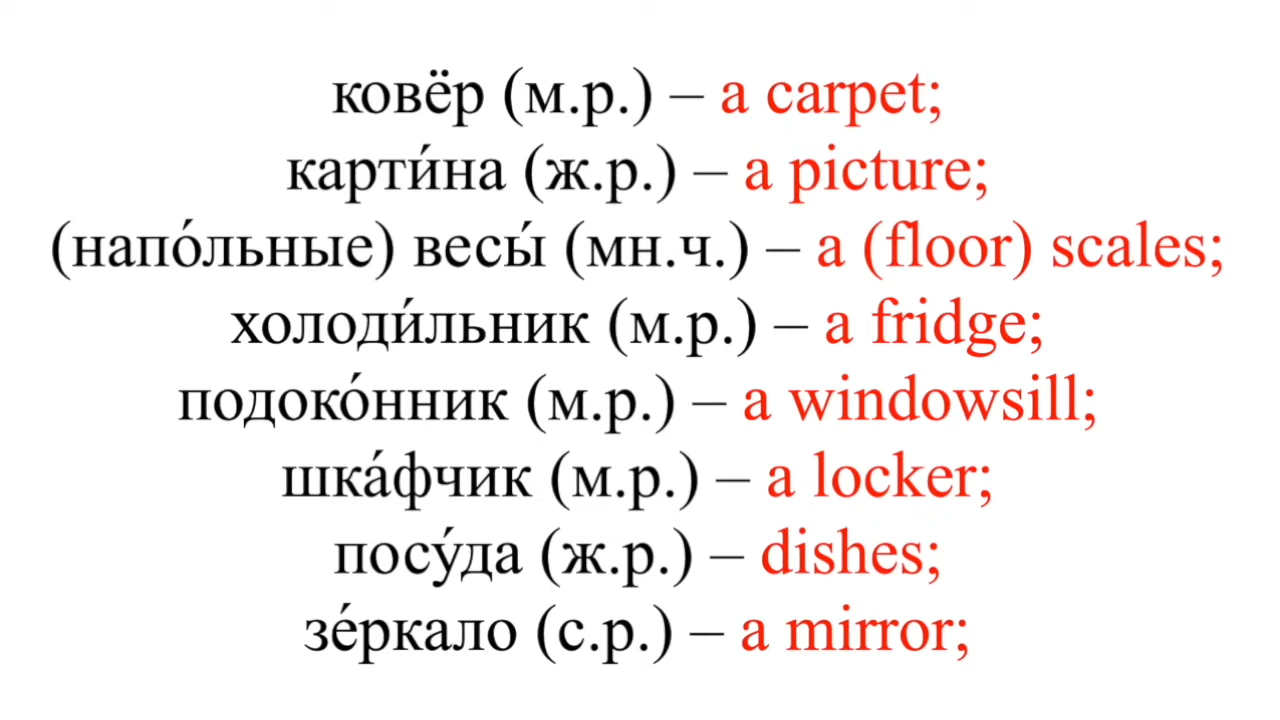 ковёр (м.р.) – a carpet;
карти́на (ж.р.) – a picture;
(напо́льные) весы́ (мн.ч.) – a (floor) scales;
холоди́льник (м.р.) – a fridge;
подоко́нник (м.р.) – a windowsill;
шка́фчик (м.р.) – a locker;
посу́да (ж.р.) – dishes;
зе́ркало (с.р.) – a mirror;